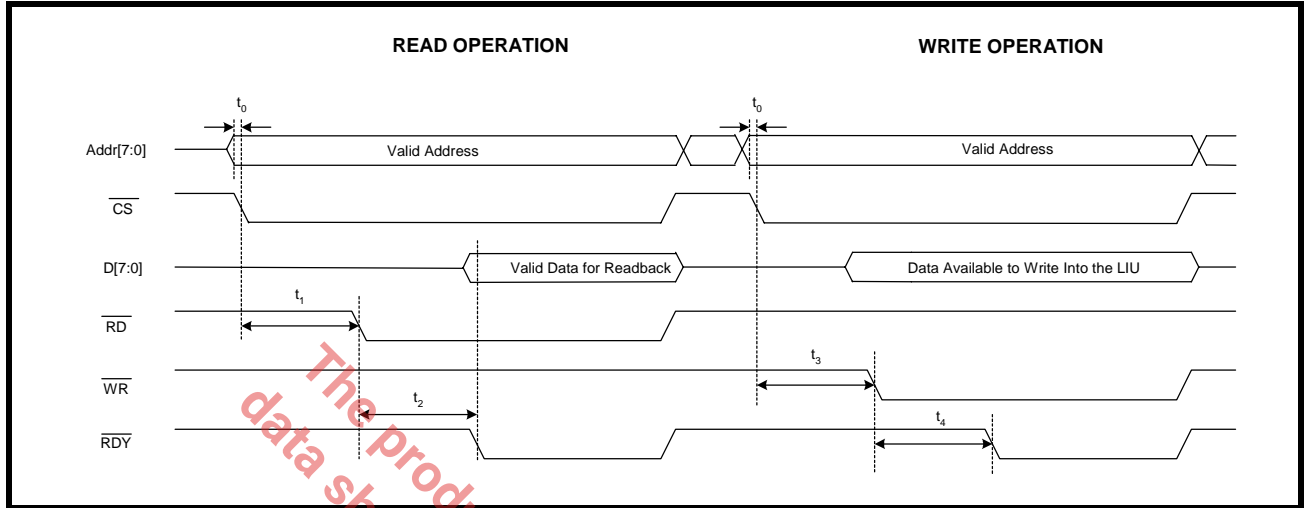 READ OPERATION
WRITE OPERATION
t0
t0
Addr[7:0]
Valid Address
Valid Address
CS
D[7:0]
Valid Data for Readback
Data Available to Write Into the LIU
t1
RD
t3
WR
t2
t4
RDY
The produ
data sh